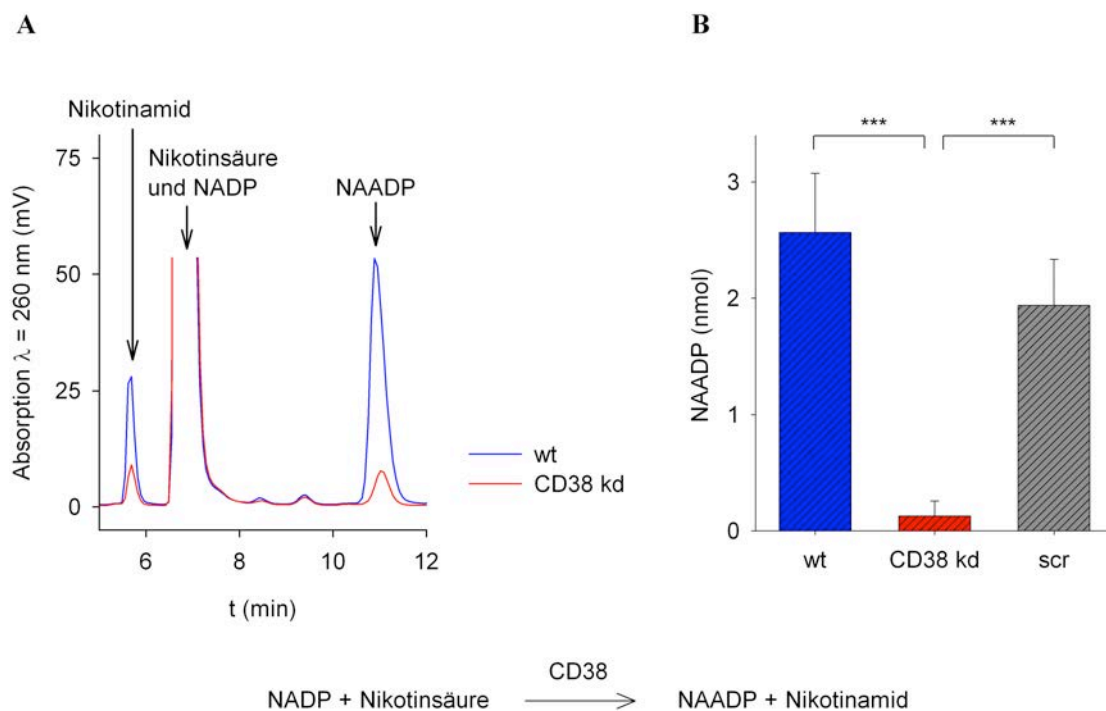 A
B
Nikotinamid
Nikotinsäure
und NADP
NAADP
Absorption λ = 260 nm (mV)
75
50
25
0
6
8
10
12
t (min)
wt
CD38 kd
***
***
NAADP (nmol)
3
2
1
0
wt
CD38 kd
scr
CD38
NADP + Nikotinsäure
NAADP + Nikotinamid